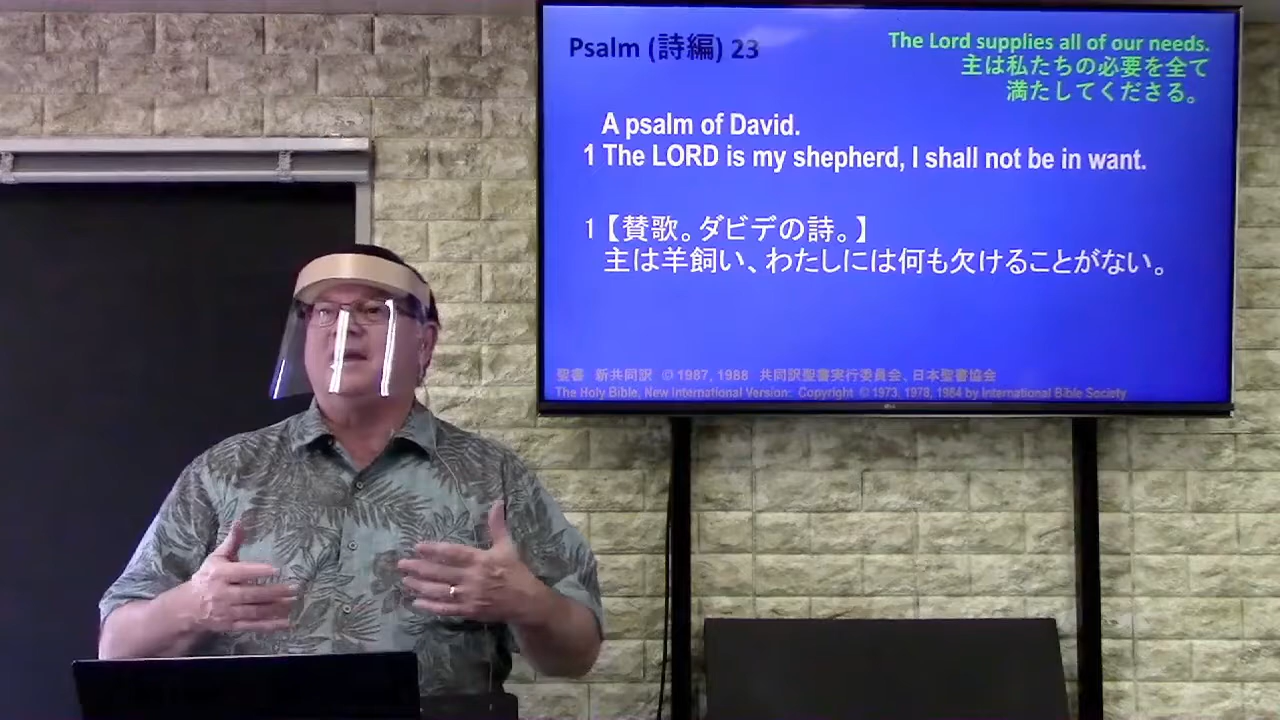 Psalm (詩編) 23
The Lord supplies all of our needs.
主は私たちの必要を全て
満たしてくださる。
A psalm of David.
1 The LORD is my shepherd, I shall not be in want.
1【賛歌。ダビデの詩。】
主は羊飼い、わたしには何も欠けることがない。
聖書 新共同訳 © 1987, 1988 共同訳聖書実行委員会、日本聖書協会
The Holy Bible, New International Version: Copyright © 1973, 1978, 1984 by International Bible Society